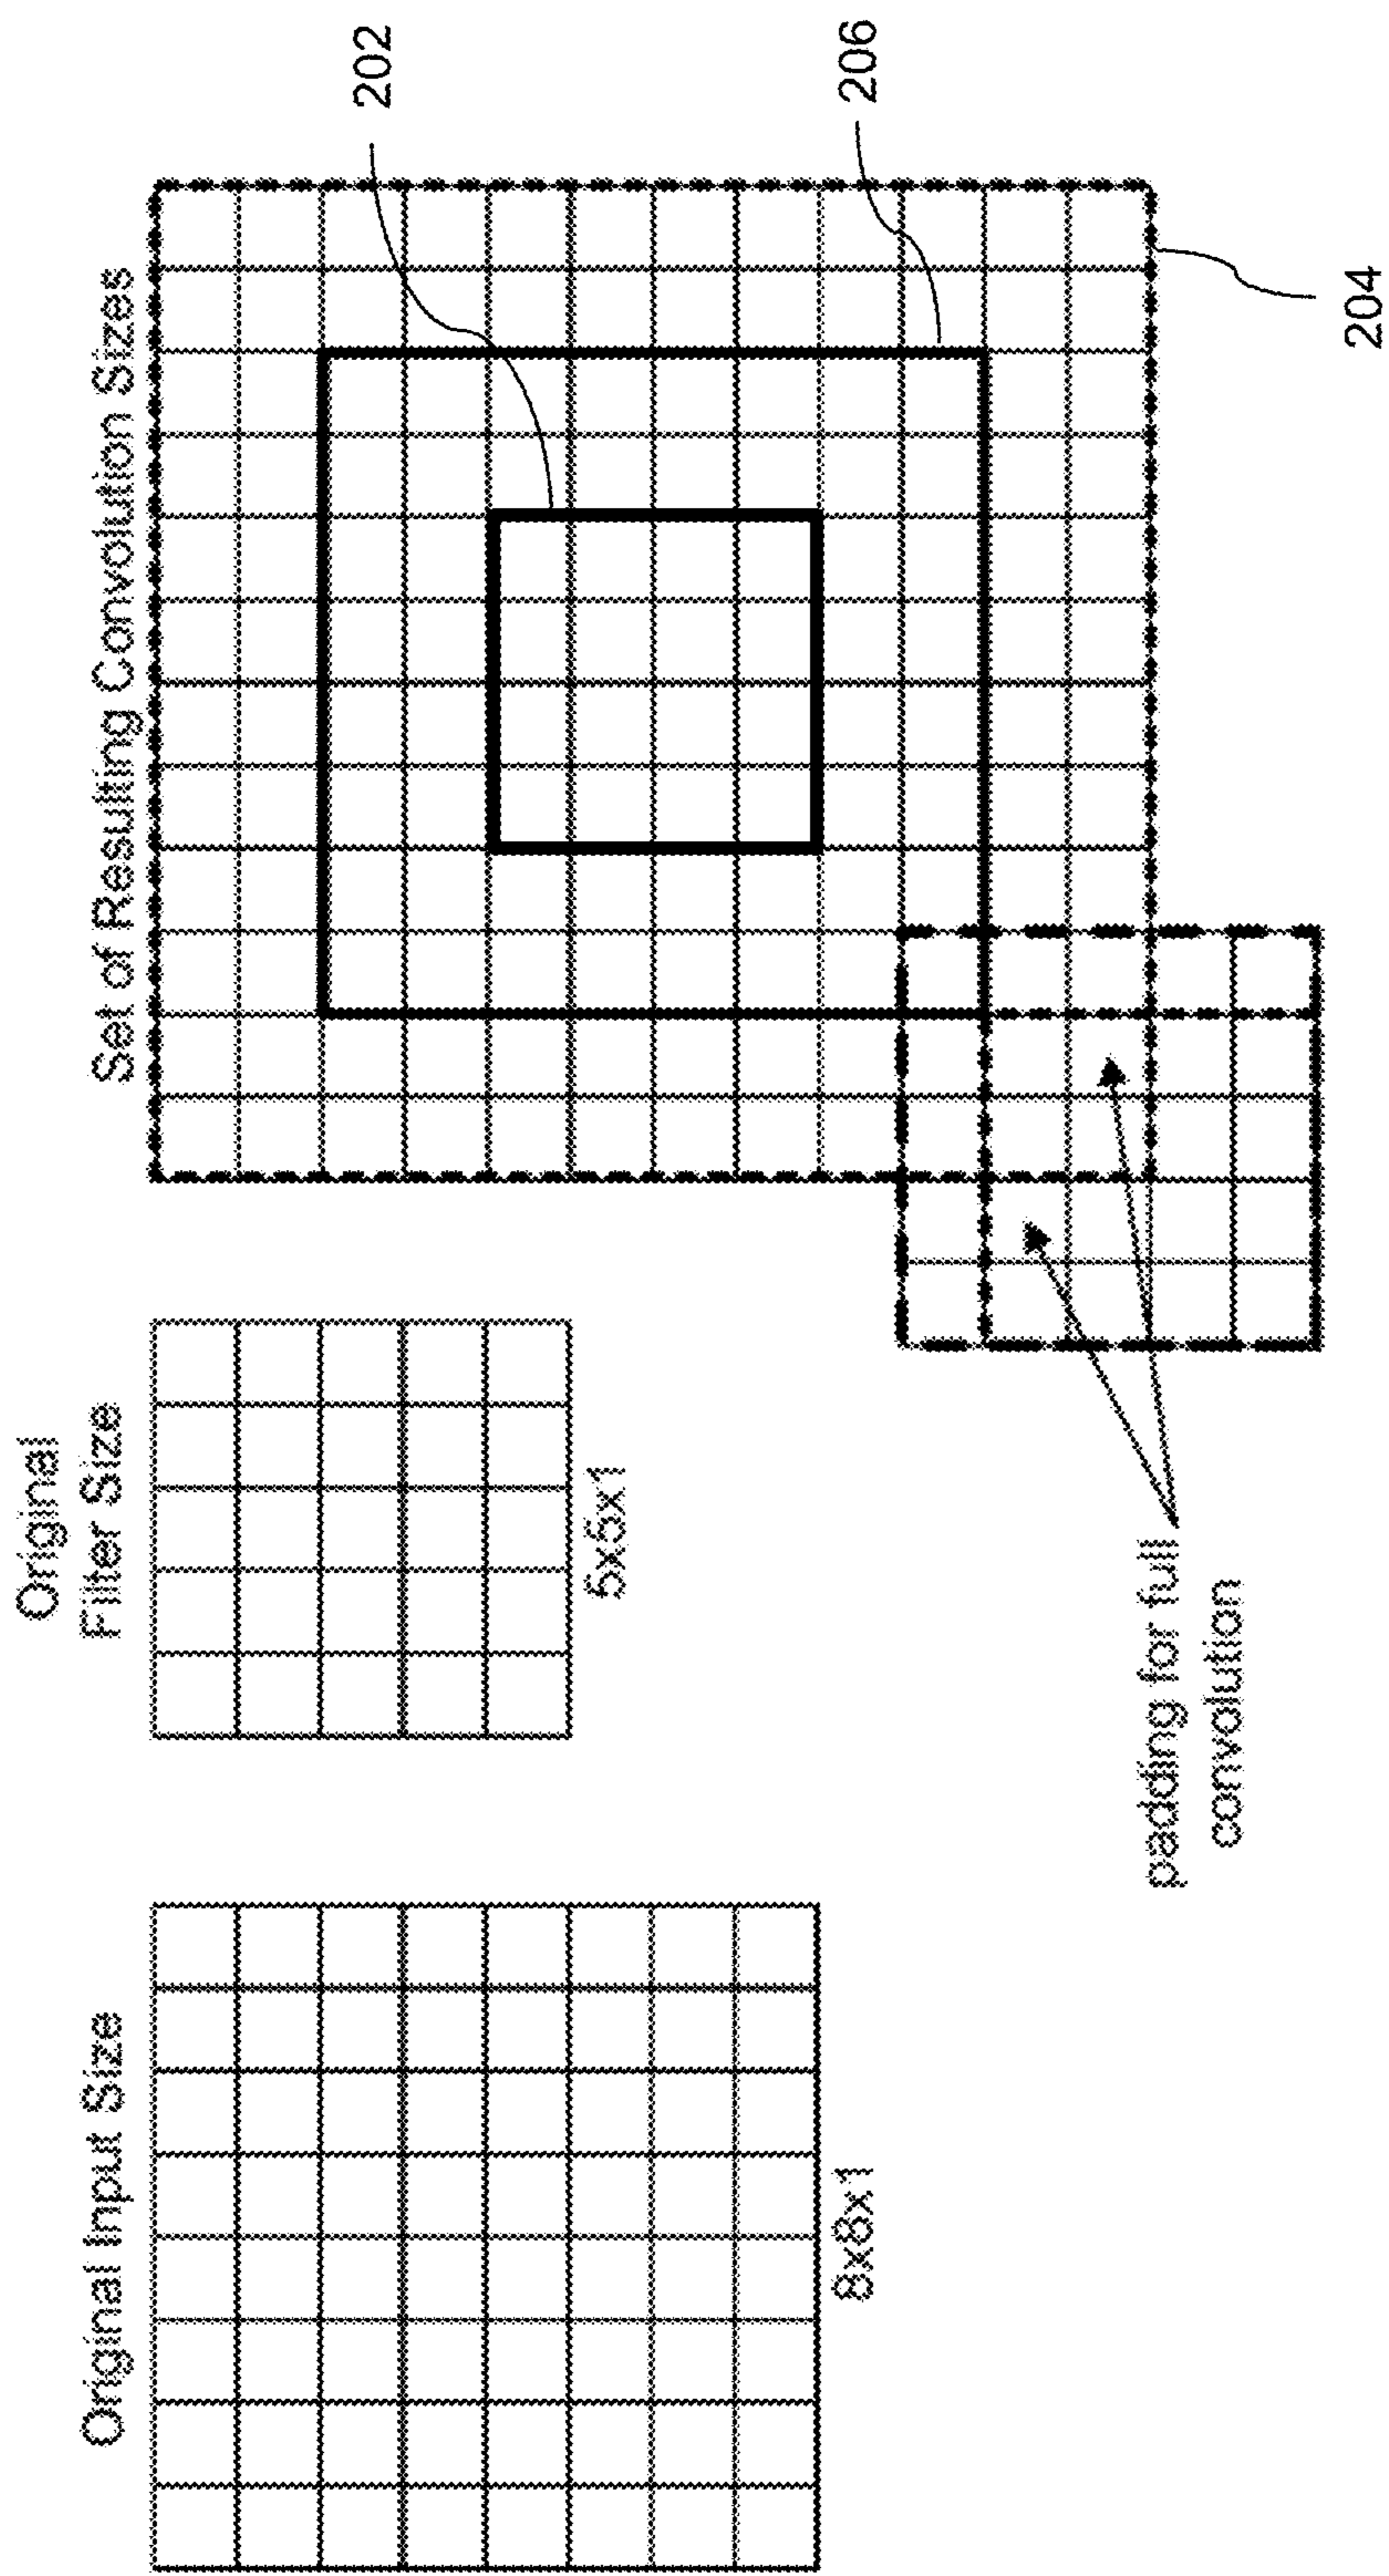 Original Input Size
8x8x1
Original
Filter Size
5x5x1
Set of Resulting Convolution Sizes
202
206
204
padding for full
convolution